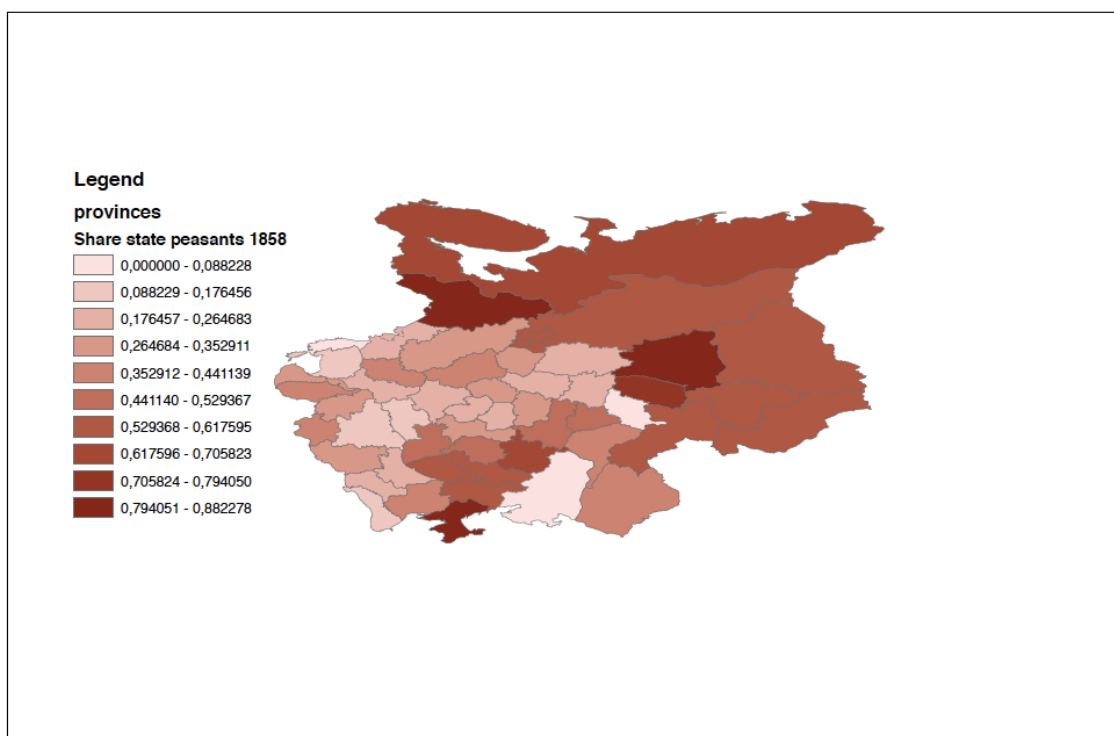 Legend
provinces
Share state peasants 1858
0,000000 - 0,088228
0,088229 - 0,176456
0,176457 - 0,264683
0,264684 - 0,352911
0,352912 - 0,441139
0,441140 - 0,529367
0,529368 - 0,617595
0,617596 - 0,705823
0,705824 - 0,794050
0,794051 - 0,882278